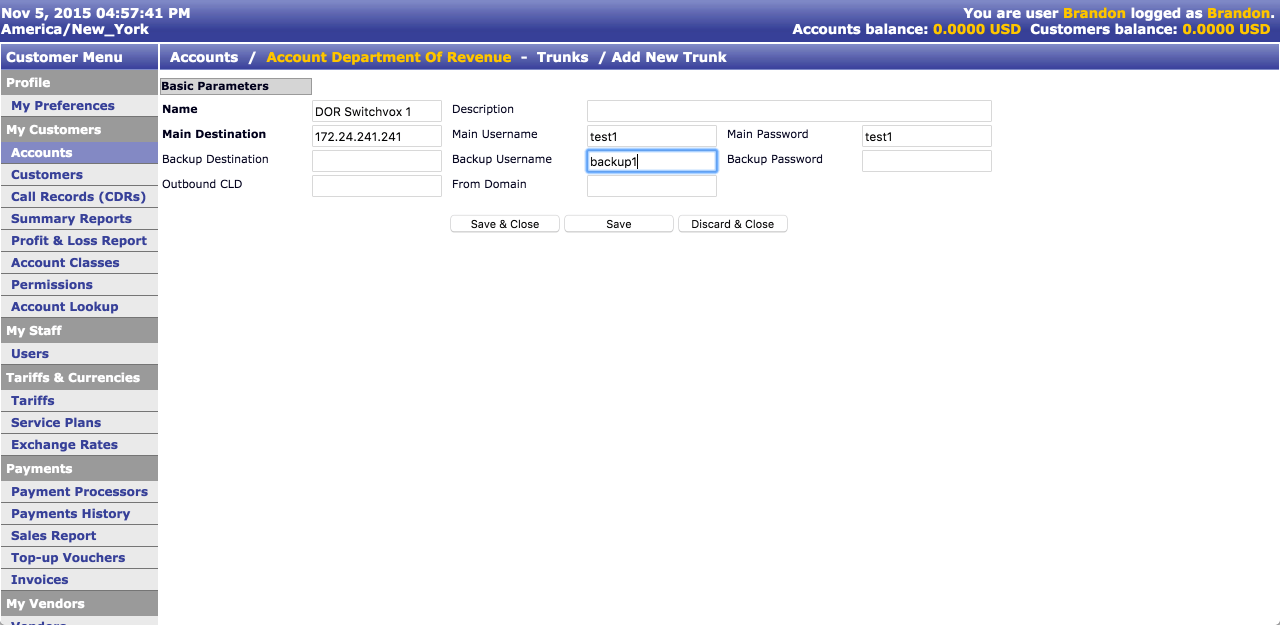 Nov 5, 2015 04:57:41 PM
America/New_York
You are user Brandon logged as Brandon.
Accounts balance: 0.0000 USD Customers balance: 0.0000 USD
Customer Menu
Accounts / Account Department Of Revenue - Trunks / Add New Trunk
Profile
My Preferences
My Customers
Accounts
Customers
Call Records (CDRs)
Summary Reports
Profit & Loss Report
Account Classes
Permissions
Account Lookup
My Staff
Users
Tariffs & Currencies
Tariffs
Service Plans
Exchange Rates
Payments
Payment Processors
Payments History
Sales Report
Top-up Vouchers
Invoices
My Vendors
Vendors
Basic Parameters
Name DOR Switchvox 1 Description
Main Destination 172.24.241.241 Main Username test1 Main Password test1
Backup Destination Backup Username backup1 Backup Password
Outbound CLD From Domain
Save & Close Save Discard & Close